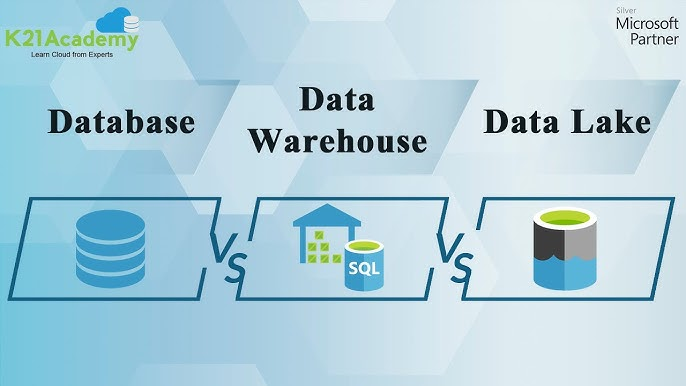 K21Academy
Learn Cloud from Experts
Silver
Microsoft
Partner
Database
Data
Warehouse
Data Lake
VS
SQL
VS